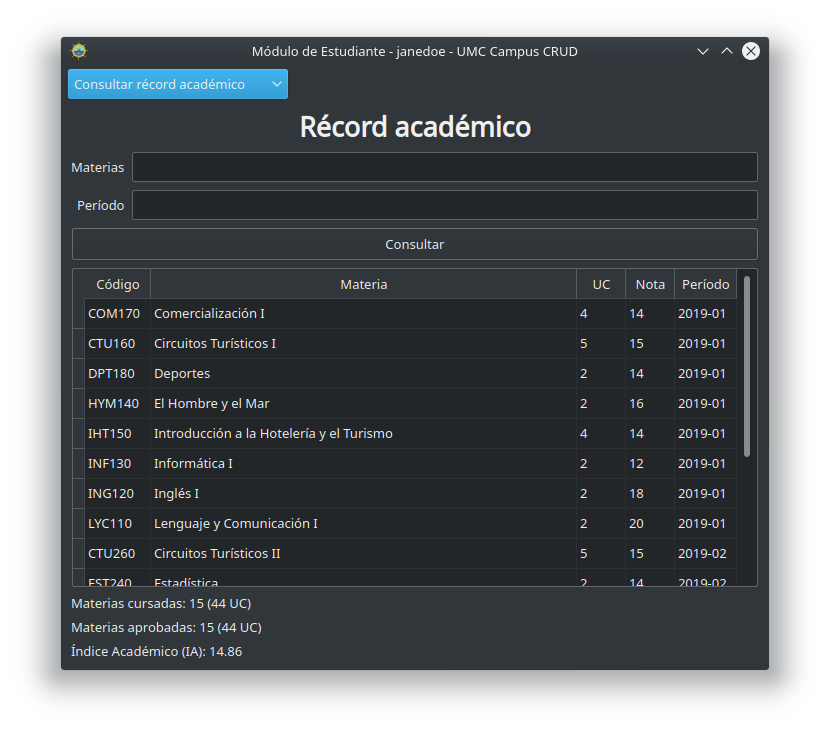 Módulo de Estudiante - janedoe - UMC Campus CRUD
Consultar récord académico
Récord académico
Materias
Período
Consultar
Código Materia UC Nota Período
COM170 Comercialización I 4 14 2019-01
CTU160 Circuitos Turísticos I 5 15 2019-01
DPT180 Deportes 2 14 2019-01
HYM140 El Hombre y el Mar 2 16 2019-01
IHT150 Introducción a la Hotelería y el Turismo 4 14 2019-01
INF130 Informática I 2 12 2019-01
ING120 Inglés I 2 18 2019-01
LYC110 Lenguaje y Comunicación I 2 20 2019-01
CTU260 Circuitos Turísticos II 5 15 2019-02
EST240 Estadística 2 14 2019-02
Materias cursadas: 15 (44 UC)
Materias aprobadas: 15 (44 UC)
Índice Académico (IA): 14.86